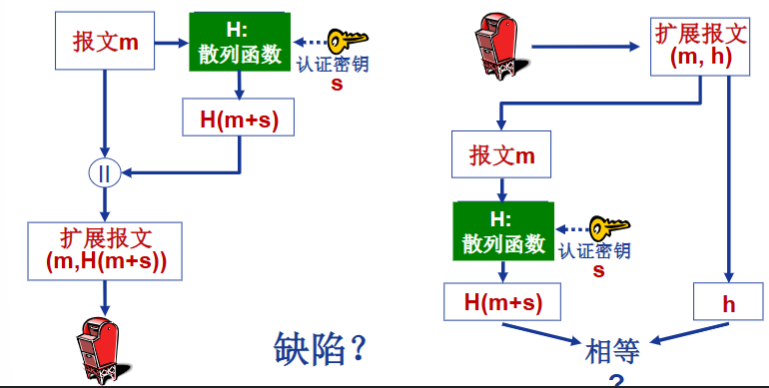 报文m
H:
散列函数
认证密钥
s
H(m+s)
||
扩展报文
(m,H(m+s))
缺陷？
扩展报文
(m, h)
报文m
H:
散列函数
认证密钥
s
H(m+s)
h
相等
?